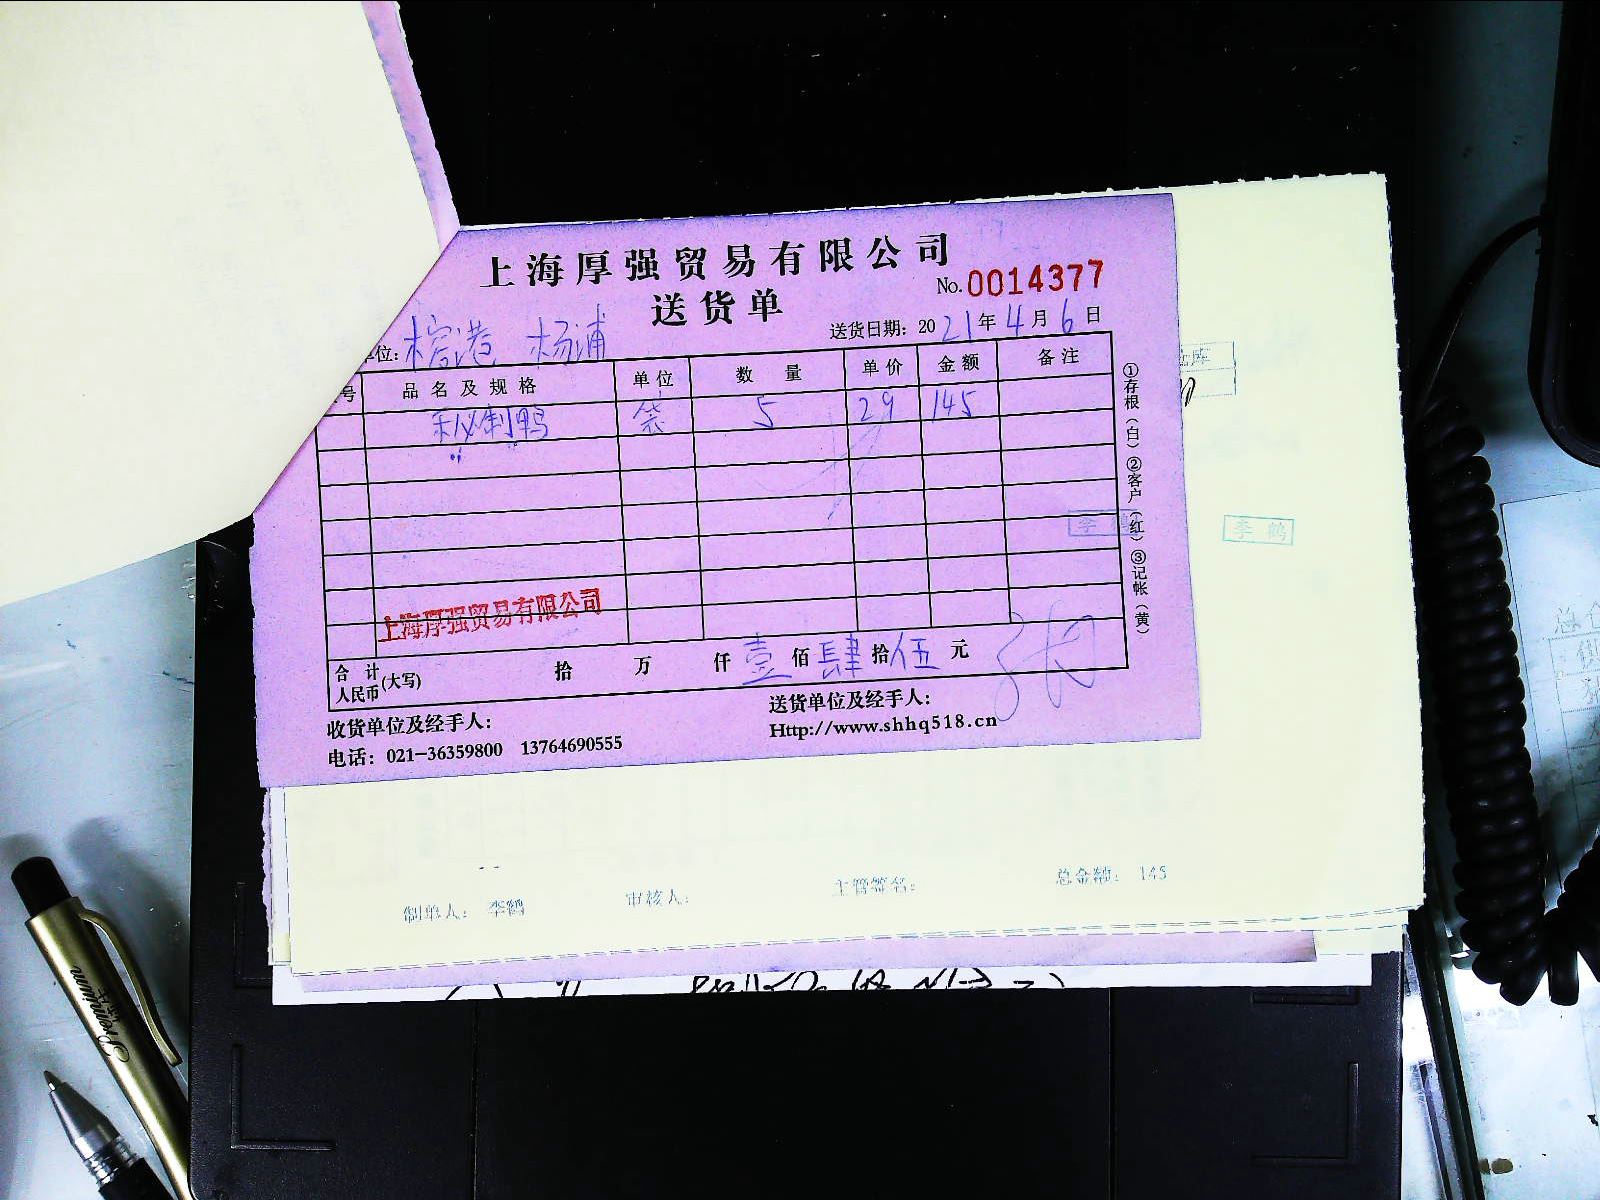 上海厚强贸易有限公司
送货单
No.0014377
单位: 榕港 杨浦
送货日期: 2021年4月6日
号 品名及规格 单位 数量 单价 金额 备注
秘制鸭 袋 5 29 145
①存根(白)②客户(红)③记帐(黄)
李鹤
李鹤
上海厚强贸易有限公司
合计人民币(大写) 拾 万 仟 壹佰 肆拾 伍元
收货单位及经手人:
送货单位及经手人:
电话: 021-36359800 13764690555
Http://www.shhq518.cn
制单人: 李鹤 审核人: 主管签名: 总金额: 145
Premium